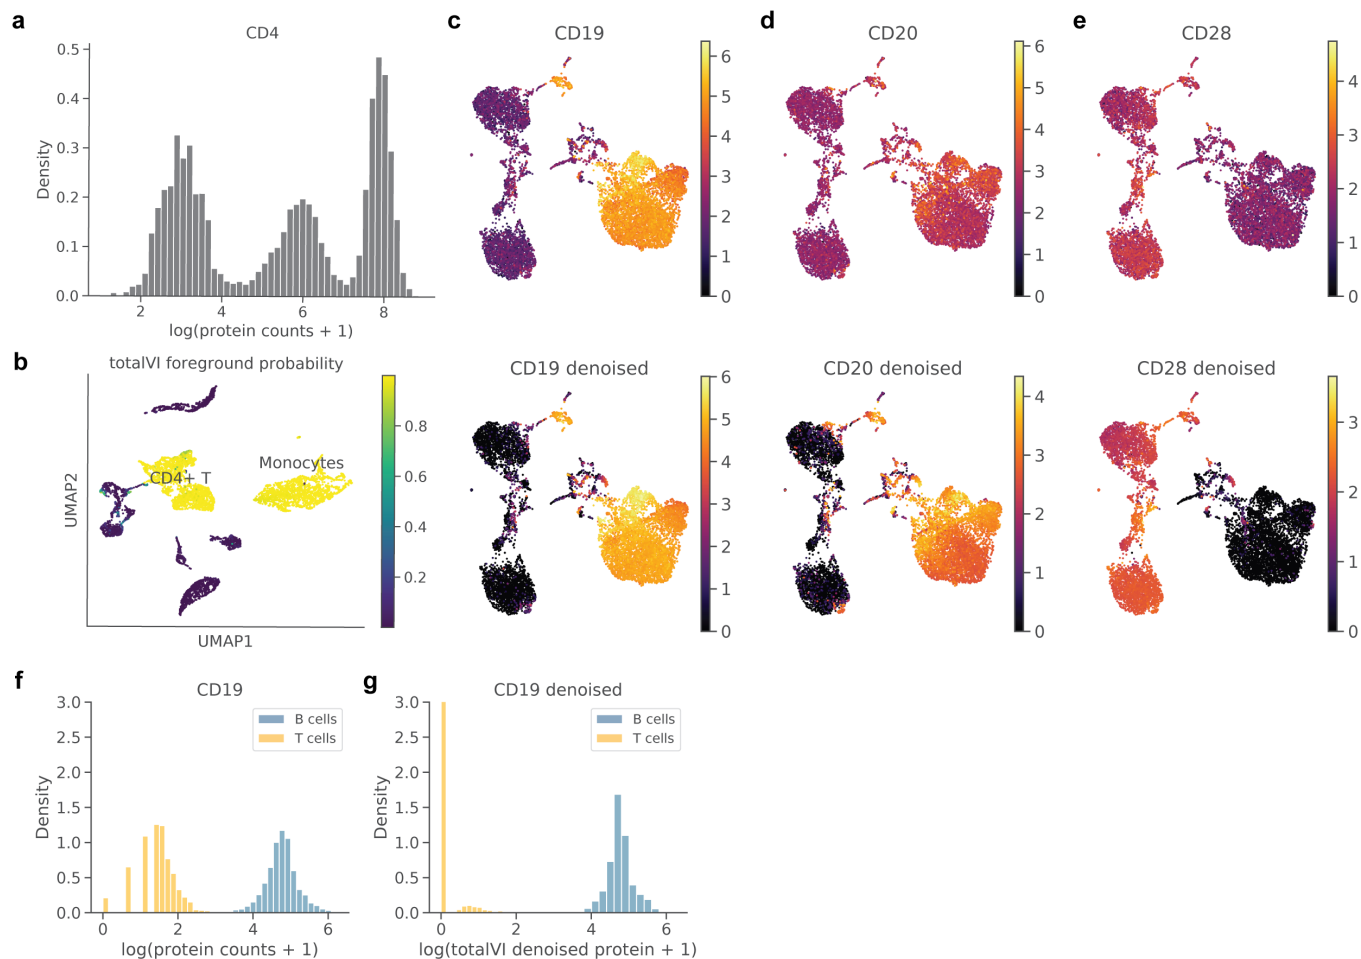 a
CD4
0.5
0.4
0.3
0.2
0.1
0.0
Density
2
4
6
8
log(protein counts + 1)
b
totalVI foreground probability
CD4+ T
Monocytes
UMAP2
UMAP1
0.8
0.6
0.4
0.2
c
CD19
6
5
4
3
2
1
0
CD19 denoised
6
5
4
3
2
1
0
d
CD20
6
5
4
3
2
1
0
CD20 denoised
4
3
2
1
0
e
CD28
4
3
2
1
0
CD28 denoised
3
2
1
0
f
CD19
3.0
2.5
2.0
1.5
1.0
0.5
0.0
Density
B cells
T cells
0
2
4
6
log(protein counts + 1)
g
CD19 denoised
3.0
2.5
2.0
1.5
1.0
0.5
0.0
Density
B cells
T cells
0
2
4
6
log(totalVI denoised protein + 1)